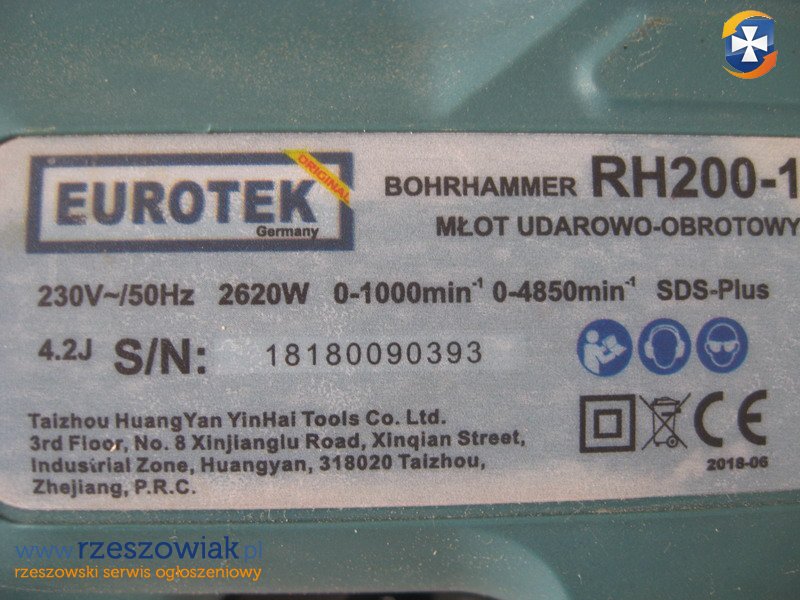 EUROTEK
ORIGINAL
Germany
BOHRHAMMER RH200-1
MŁOT UDAROWO-OBROTOWY
230V~/50Hz 2620W 0-1000min⁻¹ 0-4850min⁻¹ SDS-Plus
4.2J S/N: 18180090393
Taizhou HuangYan YinHai Tools Co. Ltd.
3rd Floor, No. 8 Xinjianglu Road, Xinqian Street,
Industrial Zone, Huangyan, 318020 Taizhou,
Zhejiang, P.R.C.
CE
2018-06
www.rzeszowiak.pl
rzeszowski serwis ogłoszeniowy